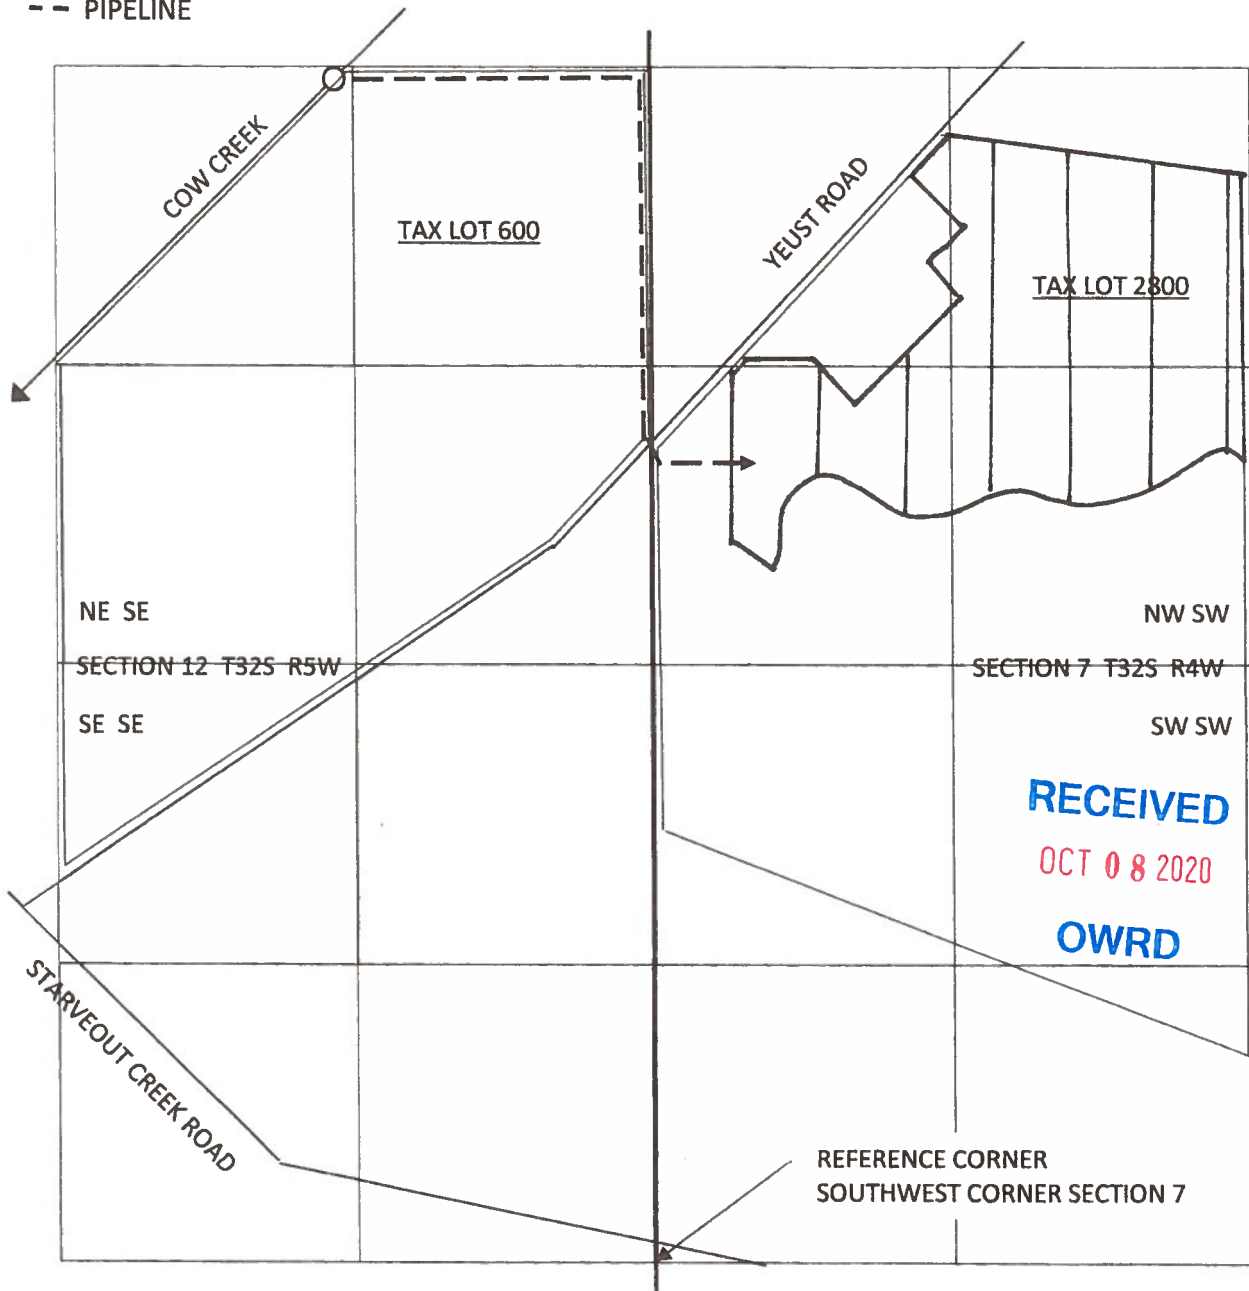 -- PIPELINE
COW CREEK
TAX LOT 600
YEUST ROAD
TAX LOT 2800
NE SE
SECTION 12 T32S R5W
SE SE
NW SW
SECTION 7 T32S R4W
SW SW
RECEIVED
OCT 08 2020
OWRD
STARVEOUT CREEK ROAD
REFERENCE CORNER
SOUTHWEST CORNER SECTION 7